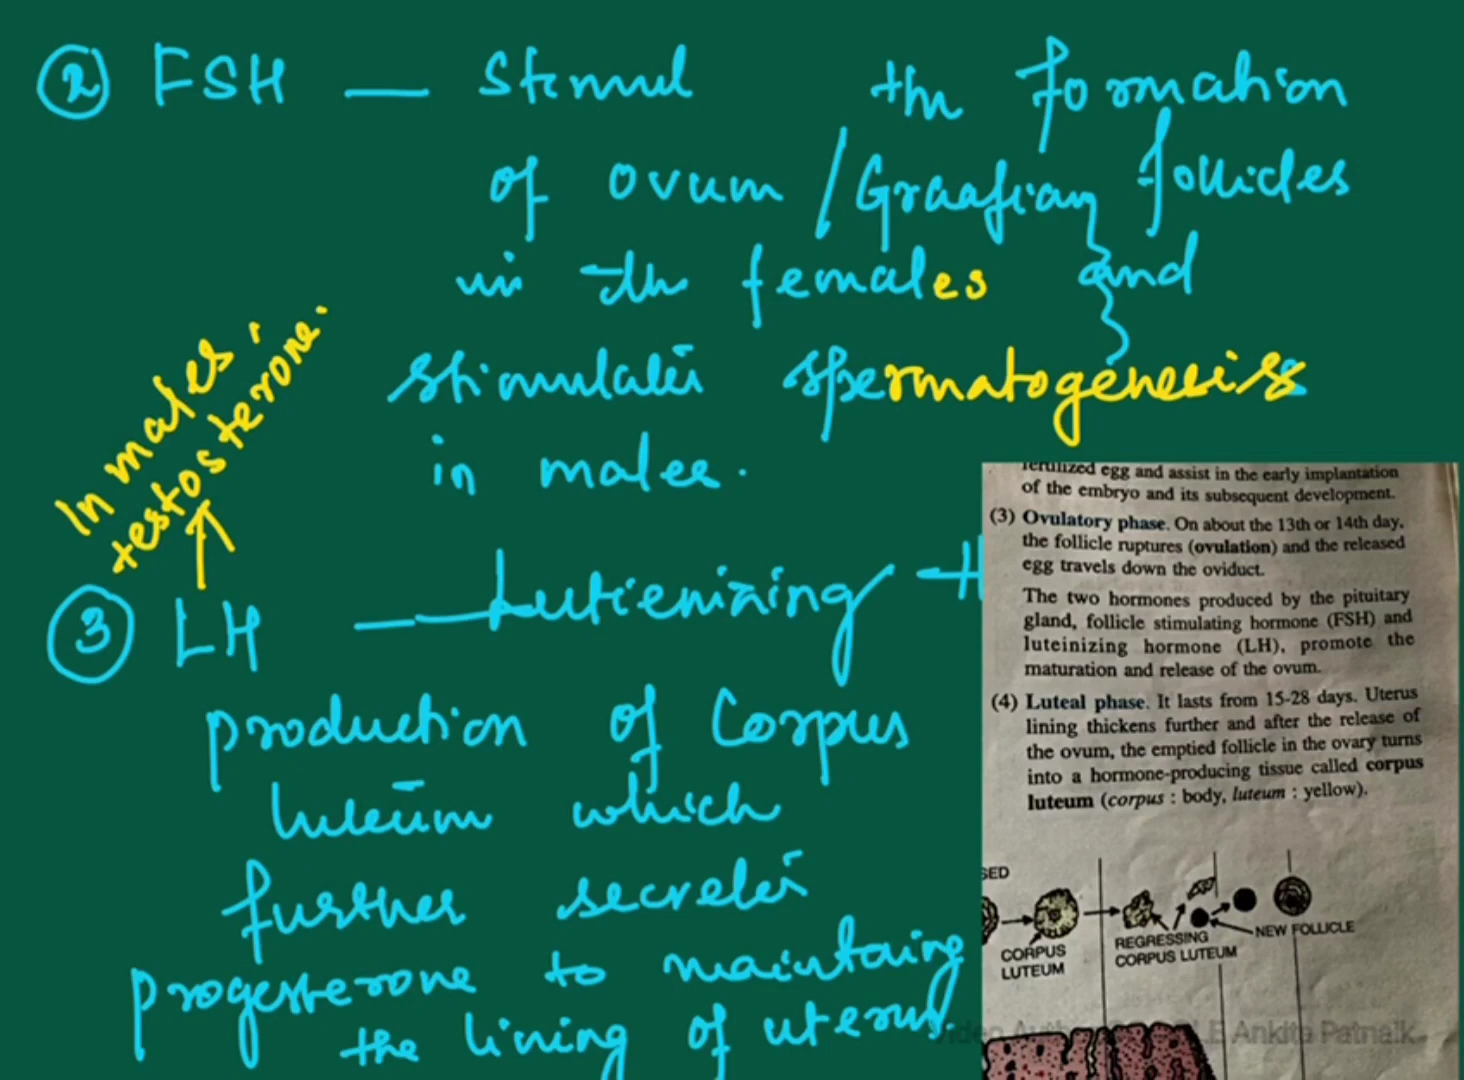 ② FSH — Stimul the formation
of ovum / Graafian follicles
in the females and
stimulates spermatogenesis
in males.
In males,
testosterone.
③ LH — Lutienizing
production of Corpus
luteum which
further secretes
progesterone to maintaing
the lining of uterus
fertilized egg and assist in the early implantation
of the embryo and its subsequent development.
(3) Ovulatory phase. On about the 13th or 14th day,
the follicle ruptures (ovulation) and the released
egg travels down the oviduct.
The two hormones produced by the pituitary
gland, follicle stimulating hormone (FSH) and
luteinizing hormone (LH), promote the
maturation and release of the ovum.
(4) Luteal phase. It lasts from 15-28 days. Uterus
lining thickens further and after the release of
the ovum, the emptied follicle in the ovary turns
into a hormone-producing tissue called corpus
luteum (corpus : body, luteum : yellow).
SED
CORPUS
LUTEUM
REGRESSING
CORPUS LUTEUM
NEW FOLLICLE
Ankita Patnaik